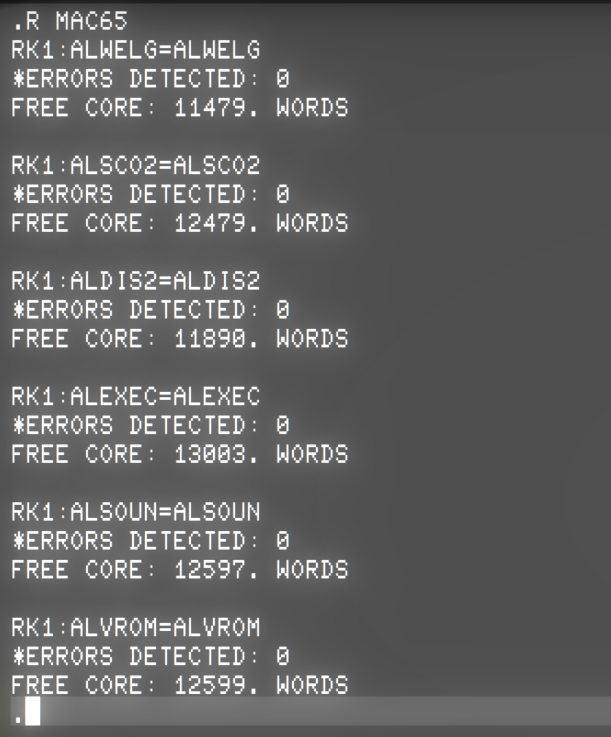 .R MAC65
RK1:ALWELG=ALWELG
*ERRORS DETECTED: 0
FREE CORE: 11479. WORDS
RK1:ALSCO2=ALSCO2
*ERRORS DETECTED: 0
FREE CORE: 12479. WORDS
RK1:ALDIS2=ALDIS2
*ERRORS DETECTED: 0
FREE CORE: 11890. WORDS
RK1:ALEXEC=ALEXEC
*ERRORS DETECTED: 0
FREE CORE: 13003. WORDS
RK1:ALSOUN=ALSOUN
*ERRORS DETECTED: 0
FREE CORE: 12597. WORDS
RK1:ALVROM=ALVROM
*ERRORS DETECTED: 0
FREE CORE: 12599. WORDS
.